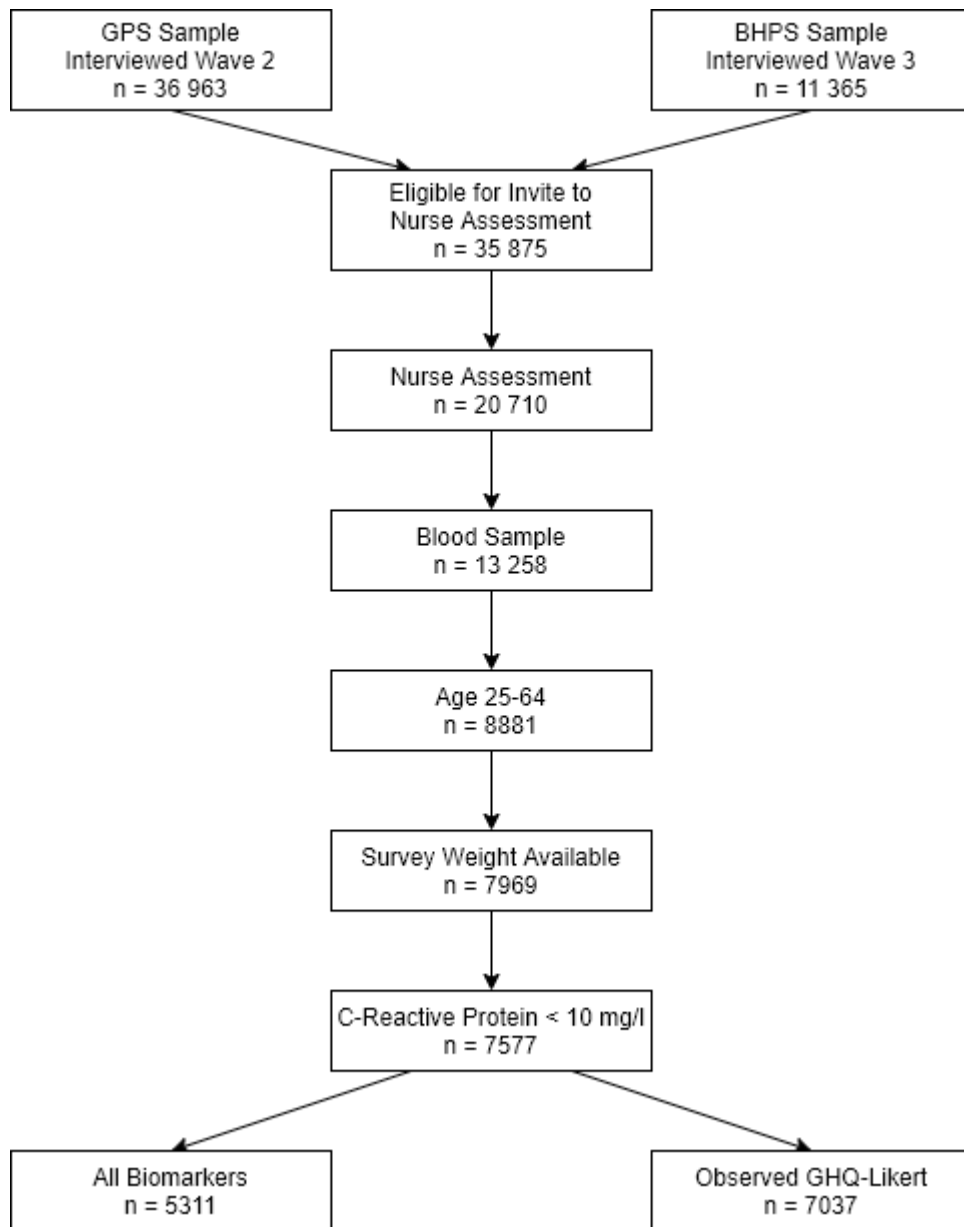 GPS Sample
Interviewed Wave 2
n = 36 963
BHPS Sample
Interviewed Wave 3
n = 11 365
Eligible for Invite to
Nurse Assessment
n = 35 875
Nurse Assessment
n = 20 710
Blood Sample
n = 13 258
Age 25-64
n = 8881
Survey Weight Available
n = 7969
C-Reactive Protein < 10 mg/l
n = 7577
All Biomarkers
n = 5311
Observed GHQ-Likert
n = 7037